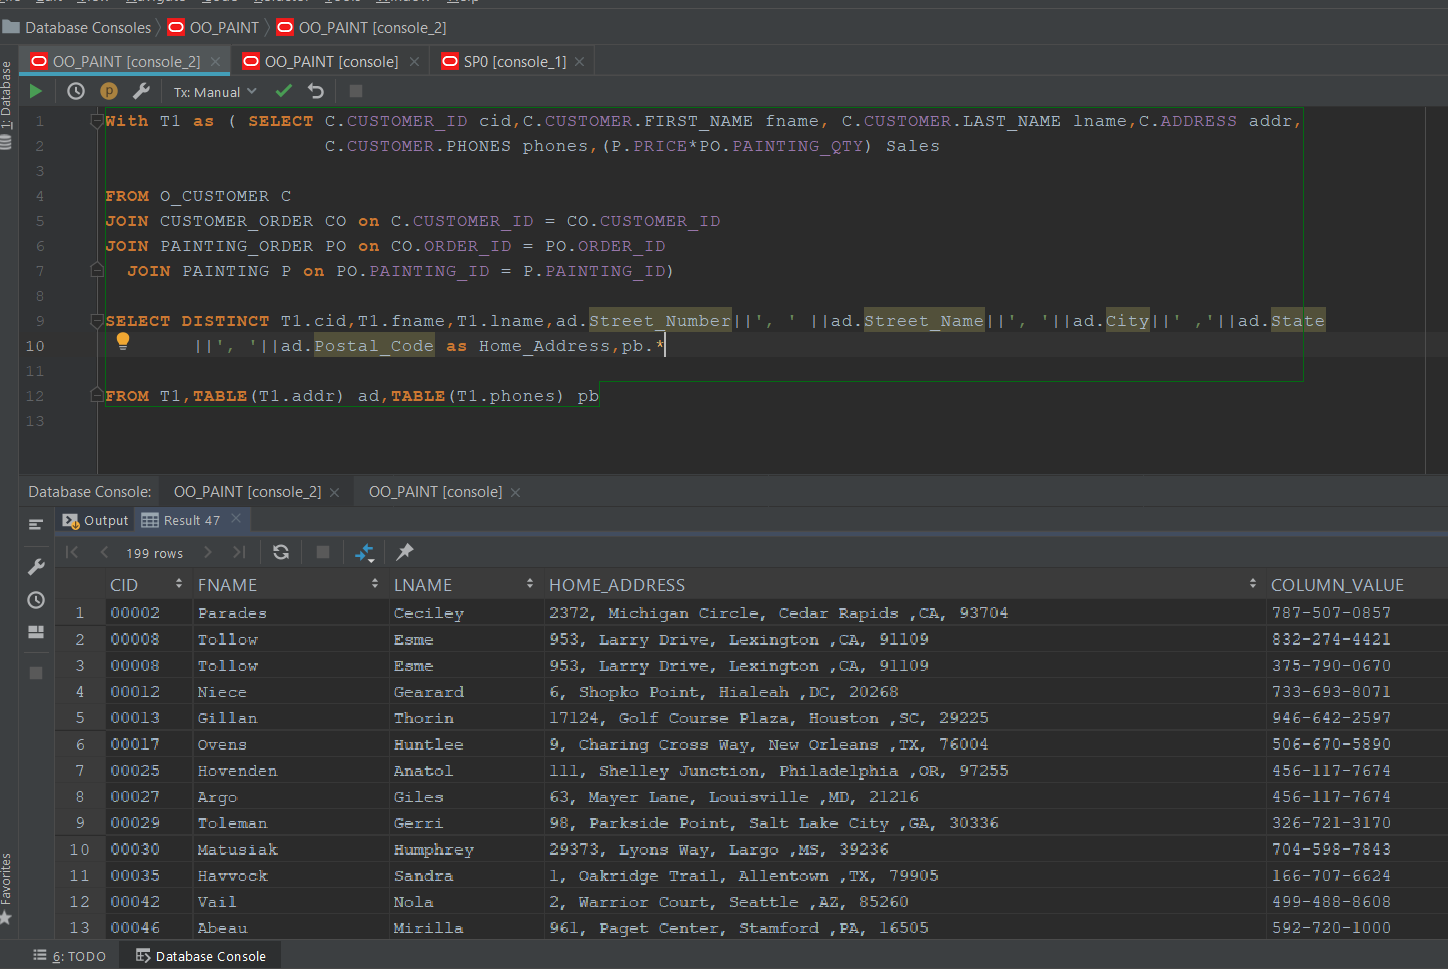 Database Consoles OO_PAINT OO_PAINT [console_2]
OO_PAINT [console_2] OO_PAINT [console] SP0 [console_1]
1: Database
Tx: Manual
1 With T1 as ( SELECT C.CUSTOMER_ID cid,C.CUSTOMER.FIRST_NAME fname, C.CUSTOMER.LAST_NAME lname,C.ADDRESS addr,
2 C.CUSTOMER.PHONES phones,(P.PRICE*PO.PAINTING_QTY) Sales
3
4 FROM O_CUSTOMER C
5 JOIN CUSTOMER_ORDER CO on C.CUSTOMER_ID = CO.CUSTOMER_ID
6 JOIN PAINTING_ORDER PO on CO.ORDER_ID = PO.ORDER_ID
7 JOIN PAINTING P on PO.PAINTING_ID = P.PAINTING_ID)
8
9 SELECT DISTINCT T1.cid,T1.fname,T1.lname,ad.Street_Number||', ' ||ad.Street_Name||', '||ad.City||' ,'||ad.State
10 ||', '||ad.Postal_Code as Home_Address,pb.*
11
12 FROM T1,TABLE(T1.addr) ad,TABLE(T1.phones) pb
13
Database Console: OO_PAINT [console_2] OO_PAINT [console]
Output Result 47
199 rows
CID FNAME LNAME HOME_ADDRESS COLUMN_VALUE
1 00002 Parades Ceciley 2372, Michigan Circle, Cedar Rapids ,CA, 93704 787-507-0857
2 00008 Tollow Esme 953, Larry Drive, Lexington ,CA, 91109 832-274-4421
3 00008 Tollow Esme 953, Larry Drive, Lexington ,CA, 91109 375-790-0670
4 00012 Niece Gearard 6, Shopko Point, Hialeah ,DC, 20268 733-693-8071
5 00013 Gillan Thorin 17124, Golf Course Plaza, Houston ,SC, 29225 946-642-2597
6 00017 Ovens Huntlee 9, Charing Cross Way, New Orleans ,TX, 76004 506-670-5890
7 00025 Hovenden Anatol 111, Shelley Junction, Philadelphia ,OR, 97255 456-117-7674
8 00027 Argo Giles 63, Mayer Lane, Louisville ,MD, 21216 456-117-7674
9 00029 Toleman Gerri 98, Parkside Point, Salt Lake City ,GA, 30336 326-721-3170
10 00030 Matusiak Humphrey 29373, Lyons Way, Largo ,MS, 39236 704-598-7843
11 00035 Havvock Sandra 1, Oakridge Trail, Allentown ,TX, 79905 166-707-6624
12 00042 Vail Nola 2, Warrior Court, Seattle ,AZ, 85260 499-488-8608
13 00046 Abeau Mirilla 961, Paget Center, Stamford ,PA, 16505 592-720-1000
Favorites
6: TODO Database Console